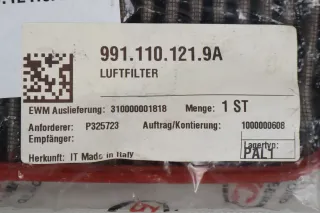 991.110.121.9A
LUFTFILTER
EWM Auslieferung: 310000001818 Menge: 1 ST
Anforderer: P325723 Auftrag/Kontierung: 1000000608
Empfänger:
Lagertyp:
Herkunft: IT Made in Italy PAL1